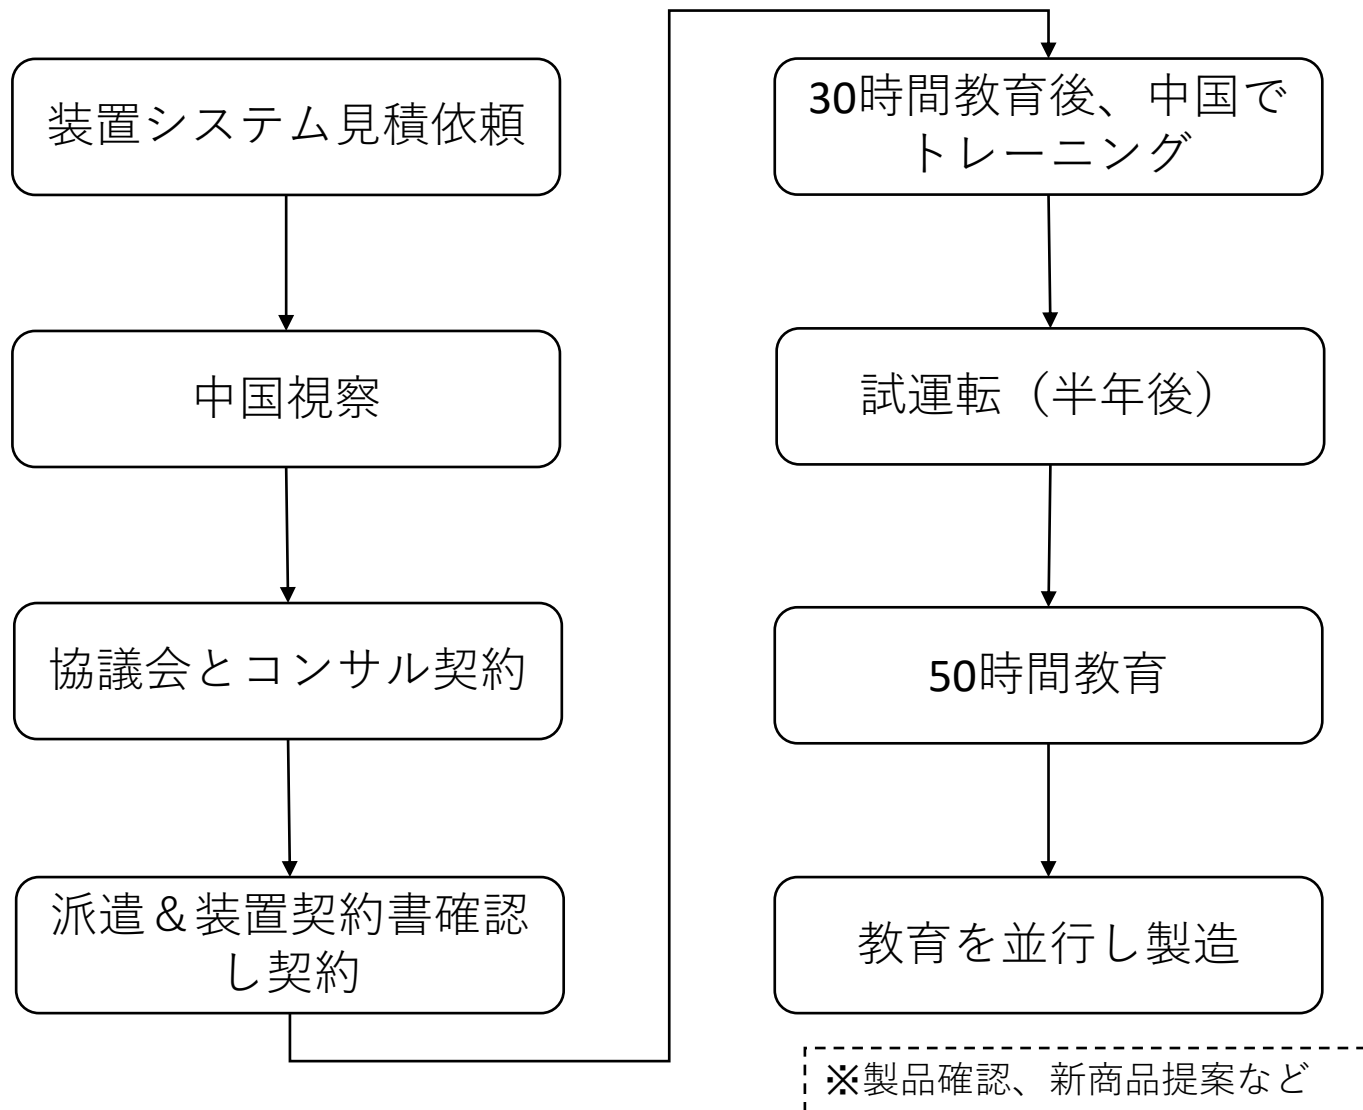 装置システム見積依頼
中国視察
協議会とコンサル契約
派遣＆装置契約書確認
し契約
30時間教育後、中国で
トレーニング
試運転（半年後）
50時間教育
教育を並行し製造
※製品確認、新商品提案など